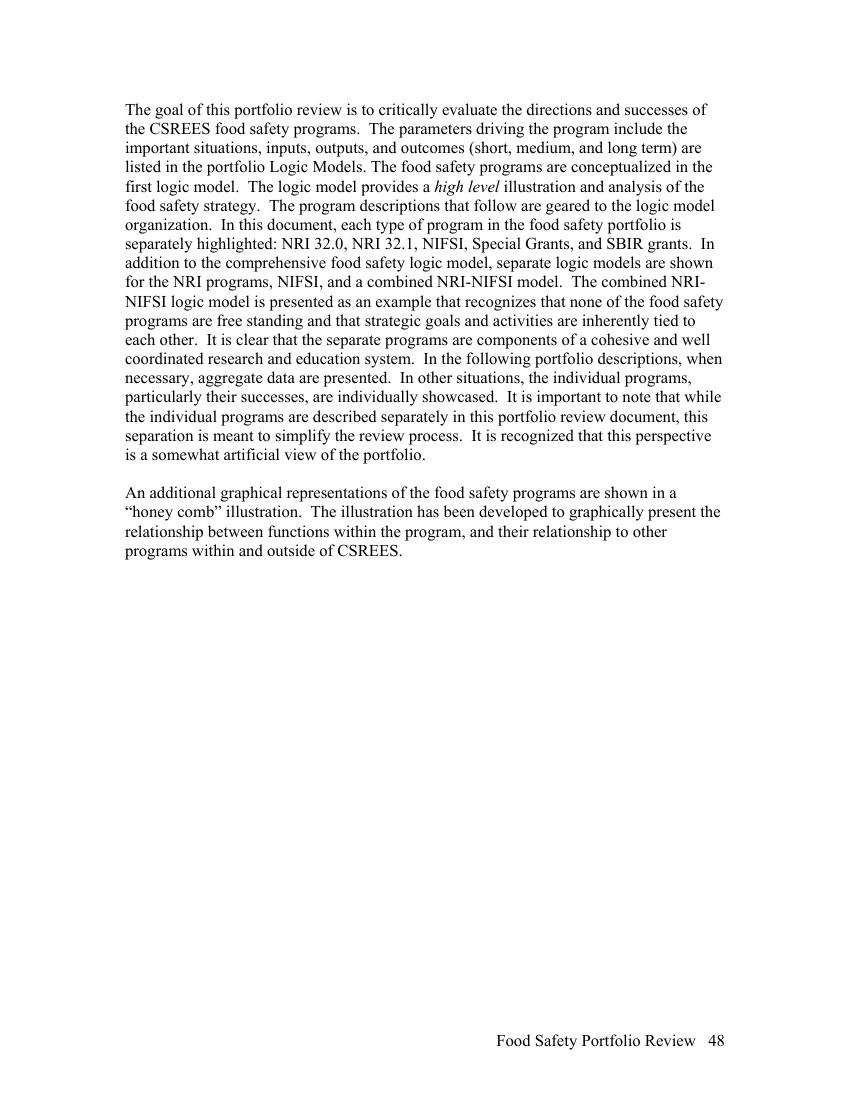 The goal of this portfolio review is to critically evaluate the directions and successes of
the CSREES food safety programs.  The parameters driving the program include the
important situations, inputs, outputs, and outcomes (short, medium, and long term) are
listed in the portfolio Logic Models. The food safety programs are conceptualized in the
first logic model.  The logic model provides a high level illustration and analysis of the
food safety strategy.  The program descriptions that follow are geared to the logic model
organization.  In this document, each type of program in the food safety portfolio is
separately highlighted: NRI 32.0, NRI 32.1, NIFSI, Special Grants, and SBIR grants.  In
addition to the comprehensive food safety logic model, separate logic models are shown
for the NRI programs, NIFSI, and a combined NRI-NIFSI model.  The combined NRI-
NIFSI logic model is presented as an example that recognizes that none of the food safety
programs are free standing and that strategic goals and activities are inherently tied to
each other.  It is clear that the separate programs are components of a cohesive and well
coordinated research and education system.  In the following portfolio descriptions, when
necessary, aggregate data are presented.  In other situations, the individual programs,
particularly their successes, are individually showcased.  It is important to note that while
the individual programs are described separately in this portfolio review document, this
separation is meant to simplify the review process.  It is recognized that this perspective
is a somewhat artificial view of the portfolio.
An additional graphical representations of the food safety programs are shown in a
“honey comb” illustration.  The illustration has been developed to graphically present the
relationship between functions within the program, and their relationship to other
programs within and outside of CSREES.
Food Safety Portfolio Review   48